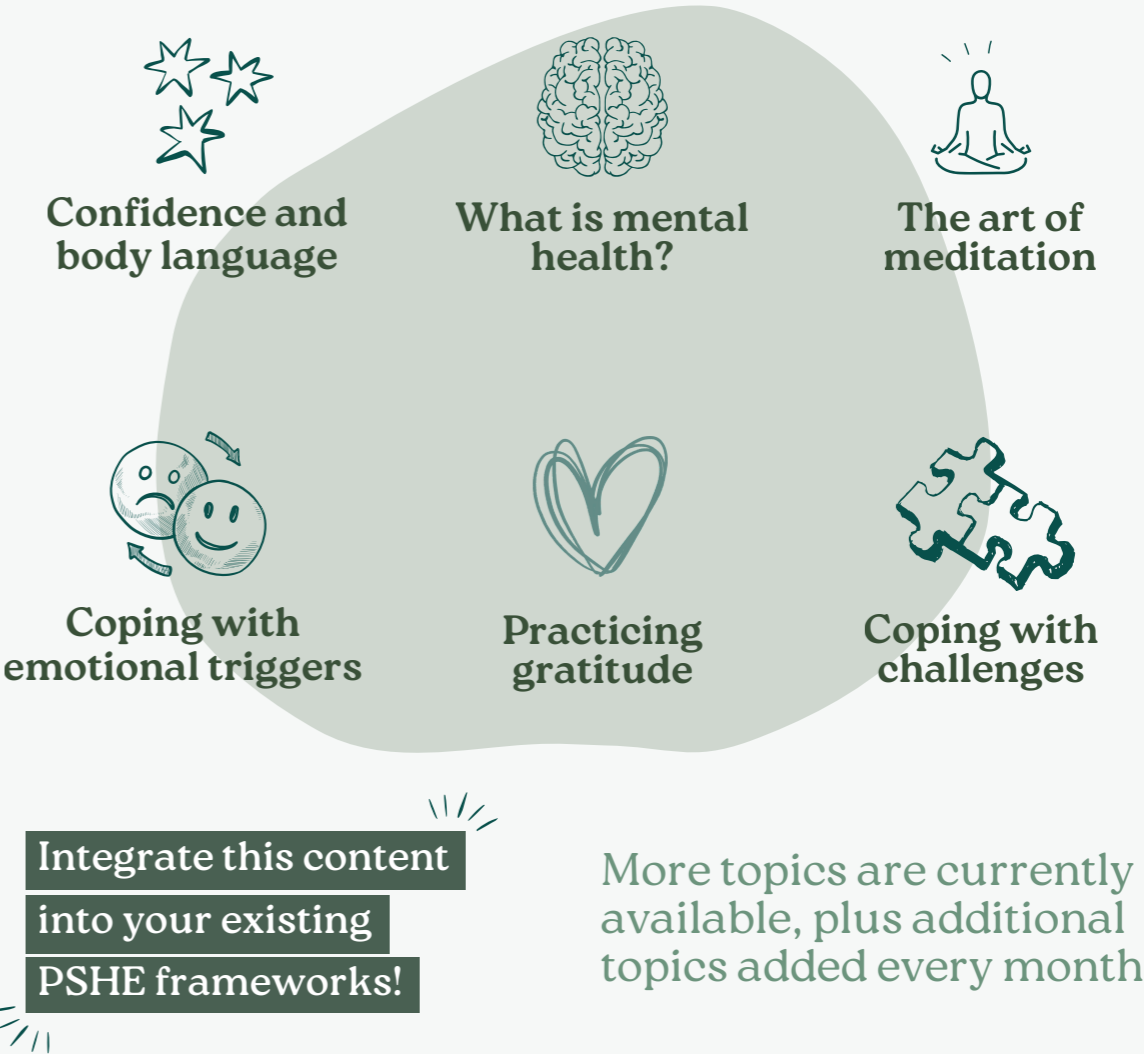 Confidence and
body language
What is mental
health?
The art of
meditation
Coping with
emotional triggers
Practicing
gratitude
Coping with
challenges
Integrate this content
into your existing
PSHE frameworks!
More topics are currently
available, plus additional
topics added every month